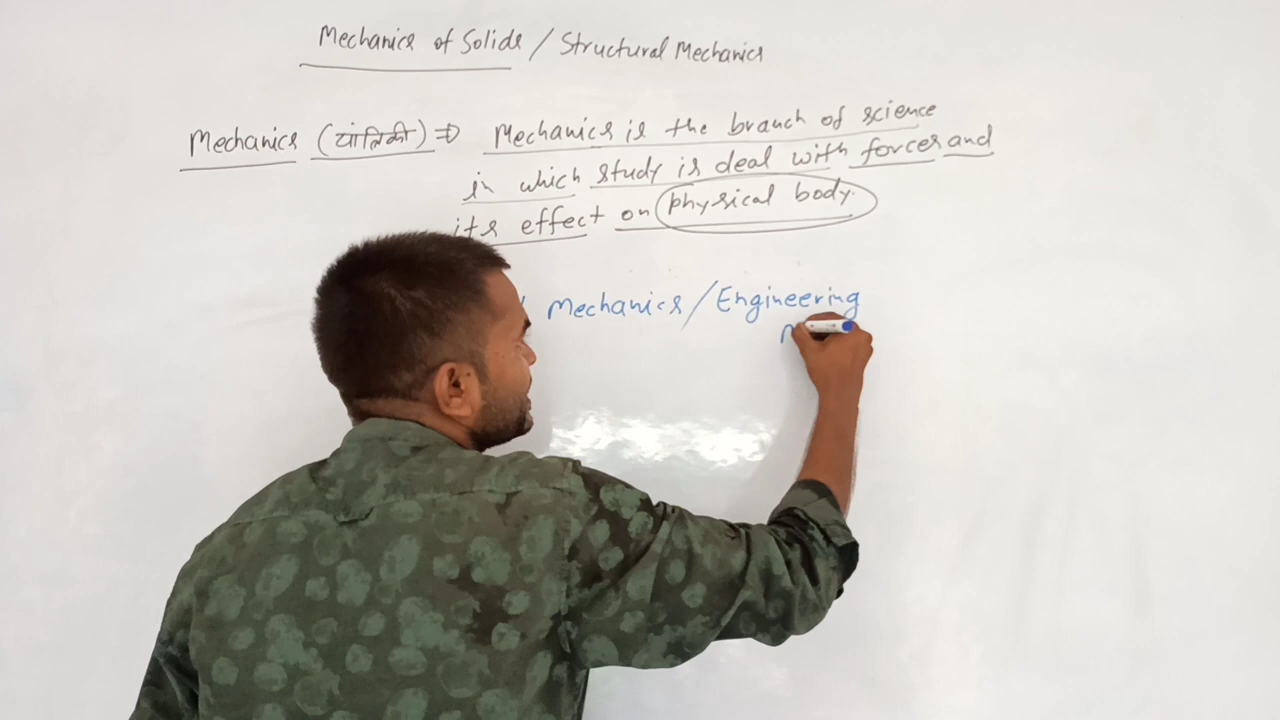 Mechanics of Solids / Structural Mechanics
Mechanics (यांत्रिकी) ⇒ Mechanics is the branch of science
in which study is deal with forces and
its effect on physical body.
Mechanics / Engineering